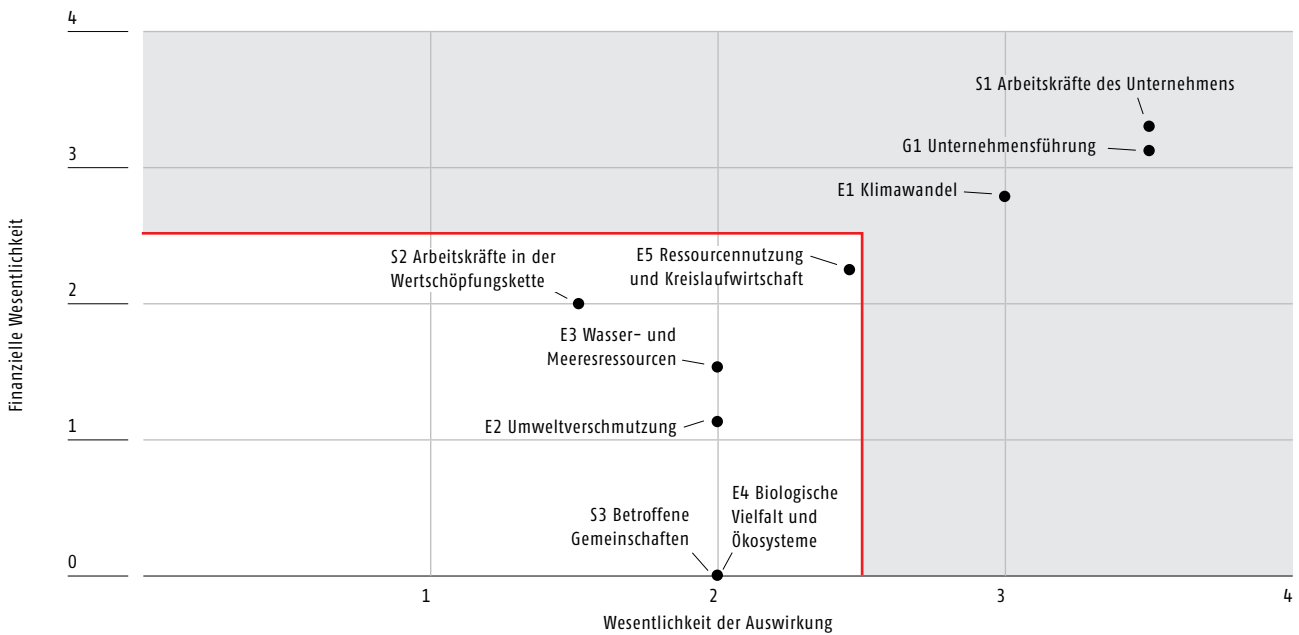 4
S1 Arbeitskräfte des Unternehmens
G1 Unternehmensführung
3
E1 Klimawandel
Finanzielle Wesentlichkeit
S2 Arbeitskräfte in der
Wertschöpfungskette
E5 Ressourcennutzung
und Kreislaufwirtschaft
2
E3 Wasser- und
Meeresressourcen
1
E2 Umweltverschmutzung
E4 Biologische
Vielfalt und
Ökosysteme
S3 Betroffene
Gemeinschaften
0
1
2
3
4
Wesentlichkeit der Auswirkung